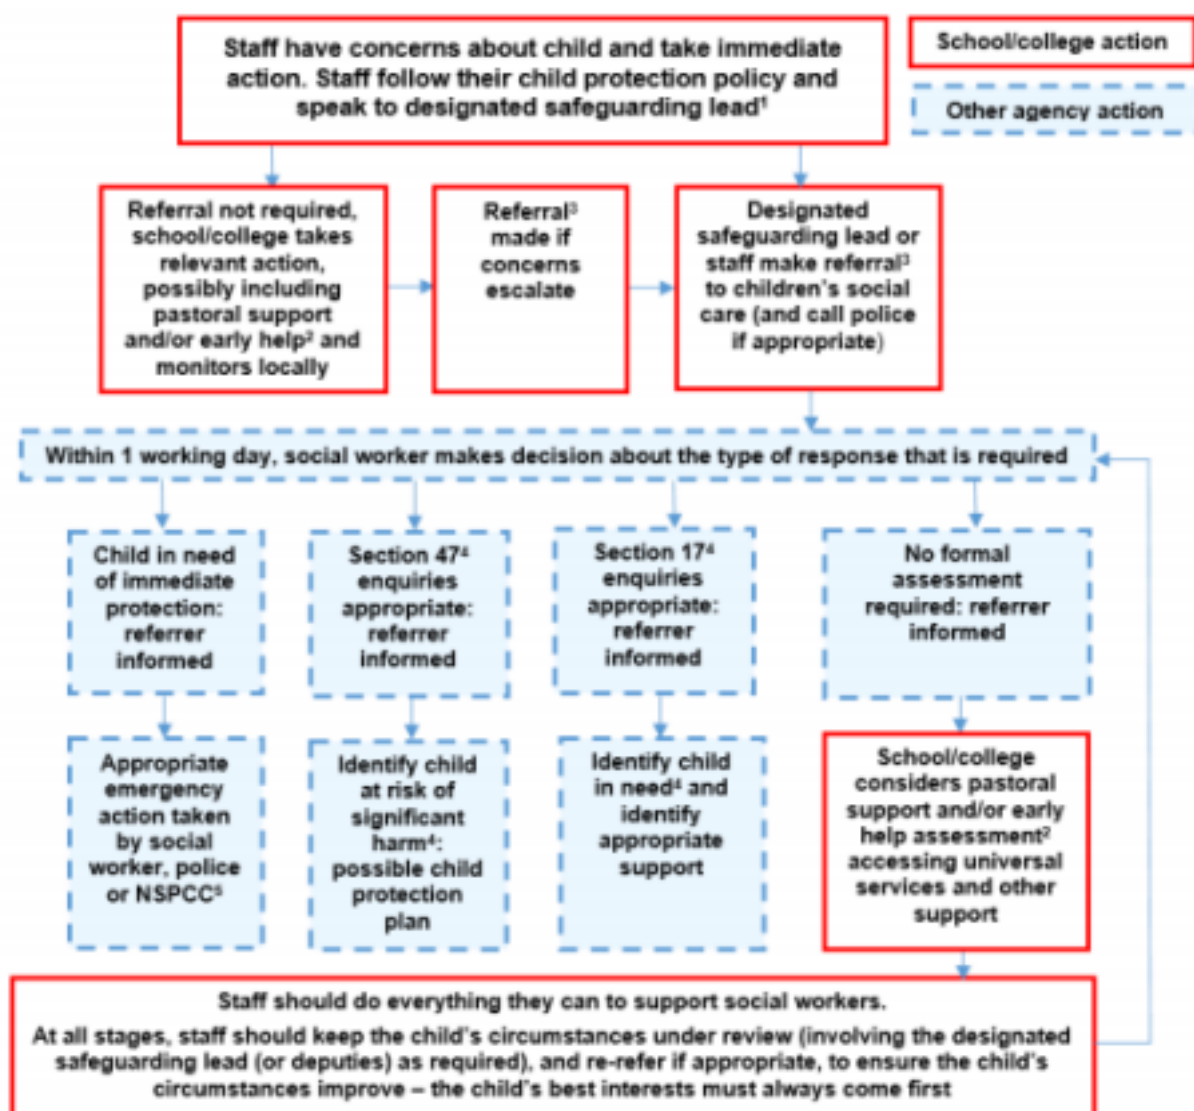 Staff have concerns about child and take immediate
action. Staff follow their child protection policy and
speak to designated safeguarding lead¹
School/college action
Other agency action
Referral not required,
school/college takes
relevant action,
possibly including
pastoral support
and/or early help² and
monitors locally
Referral³
made if
concerns
escalate
Designated
safeguarding lead or
staff make referral³
to children's social
care (and call police
if appropriate)
Within 1 working day, social worker makes decision about the type of response that is required
Child in need
of immediate
protection:
referrer
informed
Section 47⁴
enquiries
appropriate:
referrer
informed
Section 17⁴
enquiries
appropriate:
referrer
informed
No formal
assessment
required: referrer
informed
Appropriate
emergency
action taken
by social
worker, police
or NSPCC⁵
Identify child
at risk of
significant
harm⁴:
possible child
protection
plan
Identify child
in need⁴ and
identify
appropriate
support
School/college
considers pastoral
support and/or early
help assessment²
accessing universal
services and other
support
Staff should do everything they can to support social workers.
At all stages, staff should keep the child's circumstances under review (involving the designated
safeguarding lead (or deputies) as required), and re-refer if appropriate, to ensure the child's
circumstances improve – the child's best interests must always come first